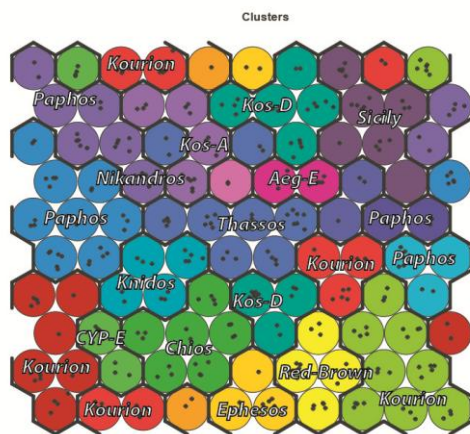 Clusters
Kourion
Paphos
Kos-D
Sicily
Kos-A
Nikandros
Aeg-E
Paphos
Thassos
Paphos
Kourion
Paphos
Knidos
Kos-D
CYP-E
Chios
Kourion
Red-Brown
Kourion
Ephesos
Kourion